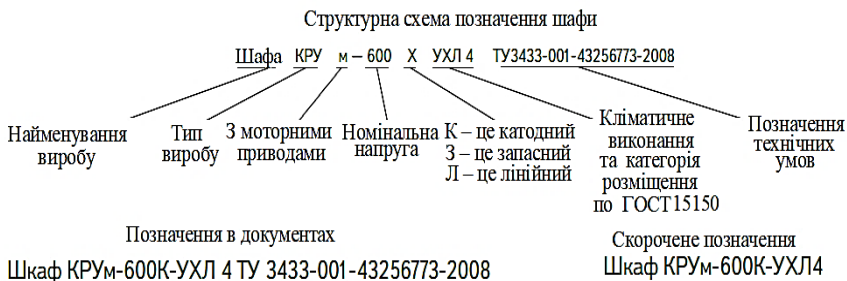 Структурна схема позначення шафи
Шафа КРУ м – 600 Х УХЛ 4 ТУ3433-001-43256773-2008
Найменування
виробу
Тип
виробу
З моторними
приводами
Номінальна
напруга
К – це катодний
З – це запасний
Л – це лінійний
Кліматичне
виконання
та категорія
розміщення
по ГОСТ15150
Позначення
технічних
умов
Позначення в документах
Шкаф КРУм-600К-УХЛ 4 ТУ 3433-001-43256773-2008
Скорочене позначення
Шкаф КРУм-600К-УХЛ4